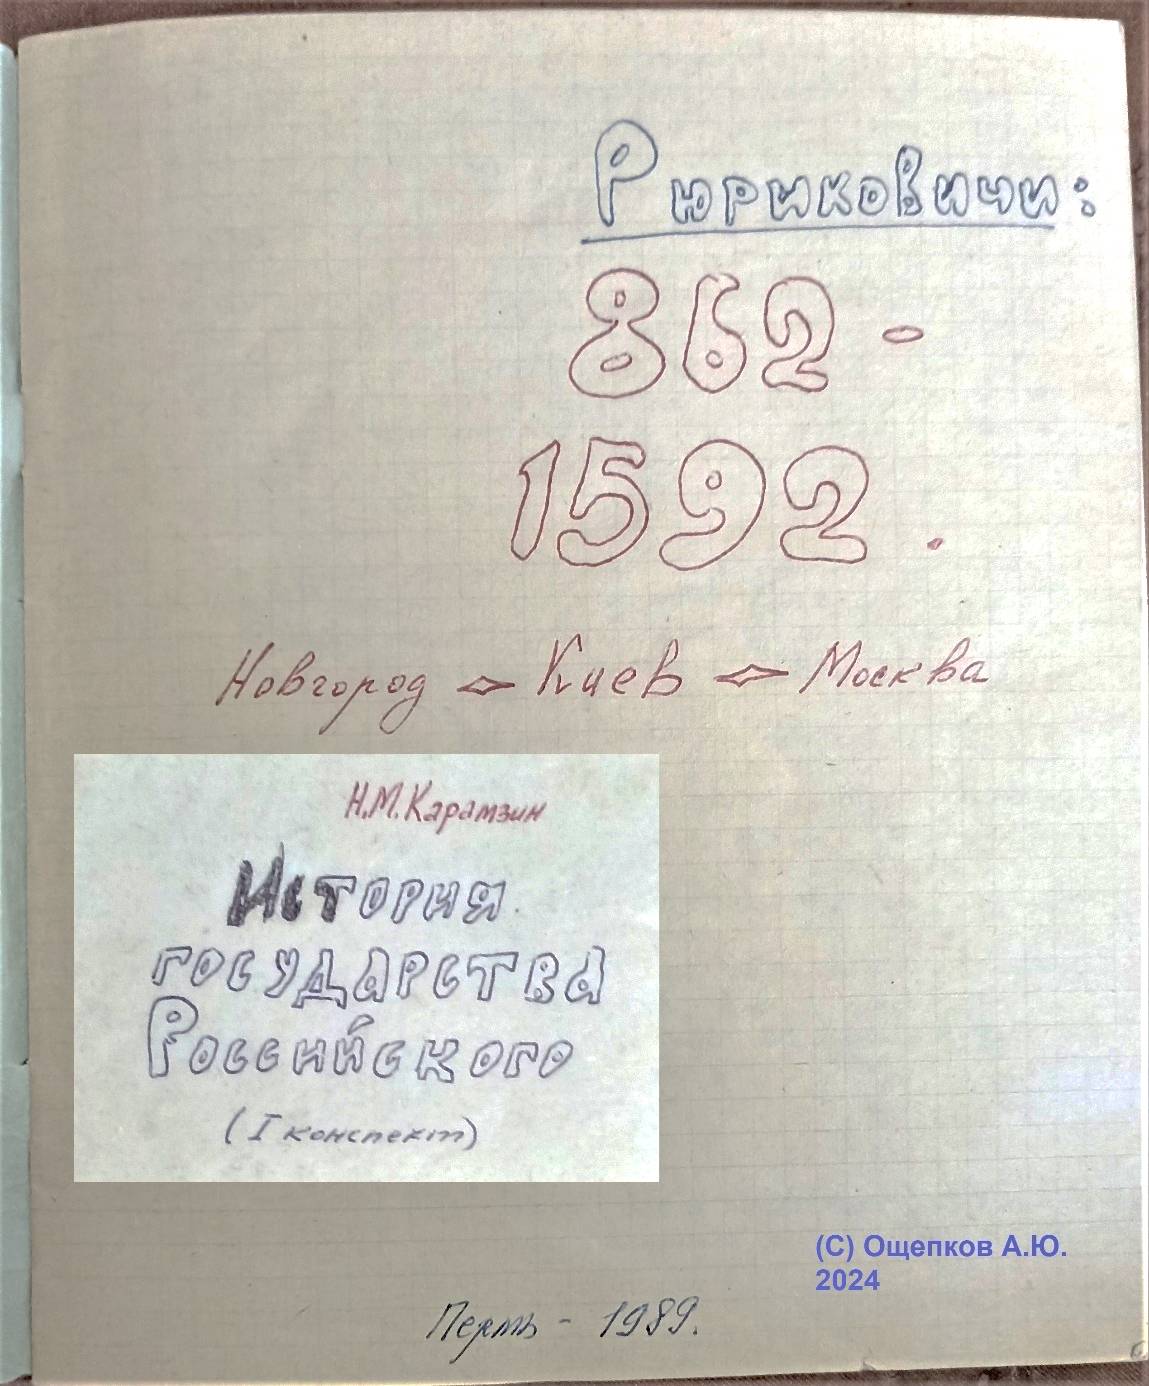 Рюриковичи:
862 -
1592.
Новгород - Киев - Москва
Н.М.Карамзин
История
государства
Российского
(I конспект)
(С) Ощепков А.Ю.
2024
Пермь - 1989.